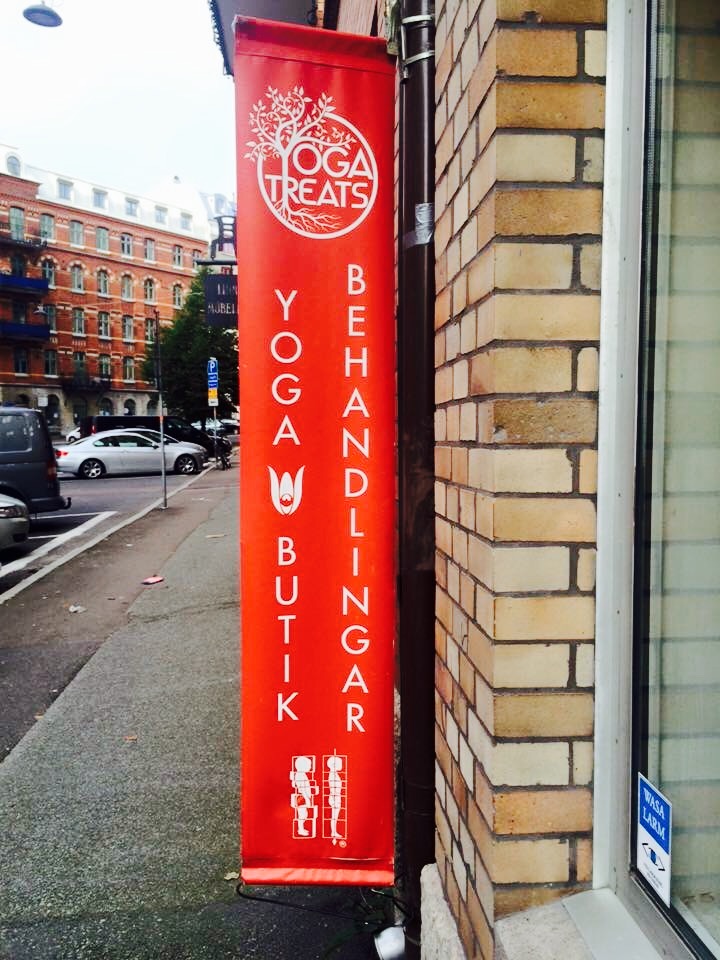 YOGA
TREATS
YOGA
BUTIK
BEHANDLINGAR
®
P
WASA
LARM